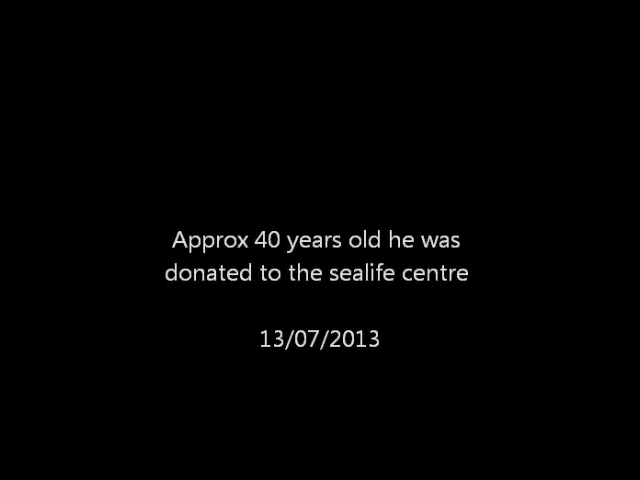 Approx 40 years old he was
donated to the sealife centre
13/07/2013